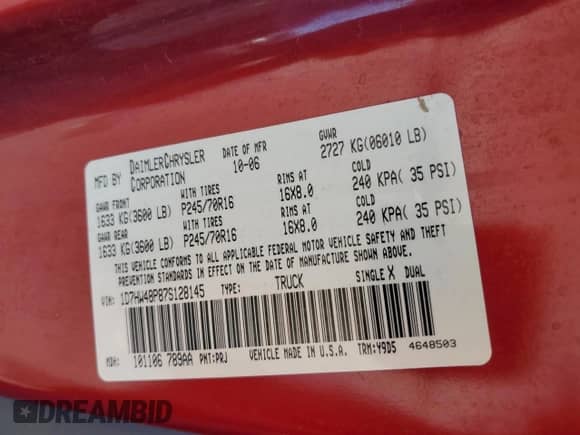 MFD BY DAIMLERCHRYSLER CORPORATION DATE OF MFR 10-06 GVWR 2727 KG(06010 LB)
GAWR FRONT WITH TIRES RIMS AT COLD
1633 KG(3600 LB) P245/70R16 16X8.0 240 KPA( 35 PSI)
GAWR REAR WITH TIRES RIMS AT COLD
1633 KG(3600 LB) P245/70R16 16X8.0 240 KPA( 35 PSI)
THIS VEHICLE CONFORMS TO ALL APPLICABLE FEDERAL MOTOR VEHICLE SAFETY AND THEFT
PREVENTION STANDARDS IN EFFECT ON THE DATE OF MANUFACTURE SHOWN ABOVE.
VIN: 1D7HW48P87S128145 TYPE: TRUCK SINGLE X DUAL
MDH: 101106 789AA PNT:PRJ VEHICLE MADE IN U.S.A. TRM:Y9D5 4648503
DREAMBID